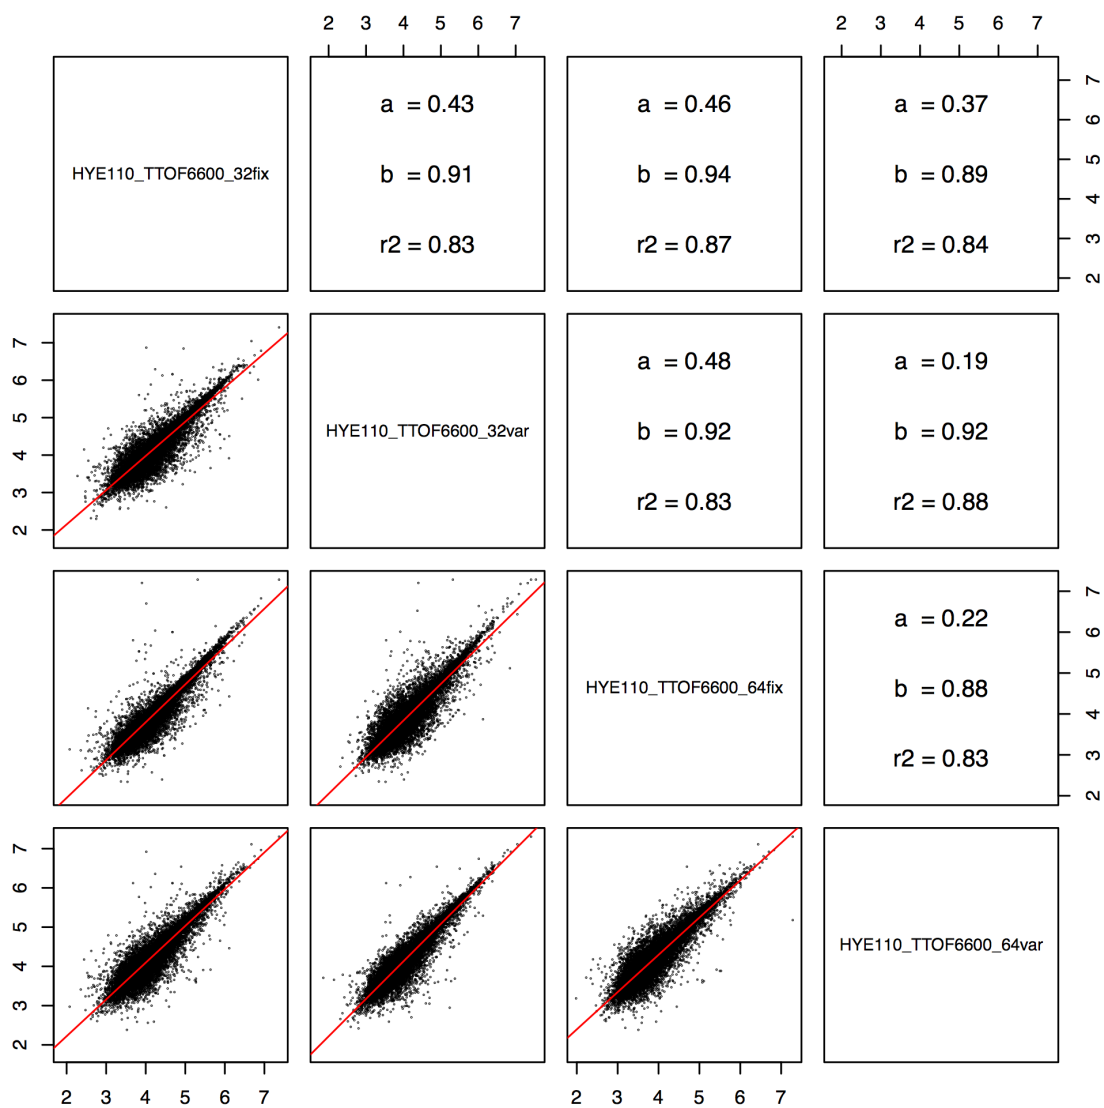 2 3 4 5 6 7 2 3 4 5 6 7
HYE110_TTOF6600_32fix
a = 0.43
b = 0.91
r2 = 0.83
a = 0.46
b = 0.94
r2 = 0.87
a = 0.37
b = 0.89
r2 = 0.84
7
6
5
4
3
2
7
6
5
4
3
2
HYE110_TTOF6600_32var
a = 0.48
b = 0.92
r2 = 0.83
a = 0.19
b = 0.92
r2 = 0.88
HYE110_TTOF6600_64fix
a = 0.22
b = 0.88
r2 = 0.83
7
6
5
4
3
2
7
6
5
4
3
2
HYE110_TTOF6600_64var
2 3 4 5 6 7 2 3 4 5 6 7